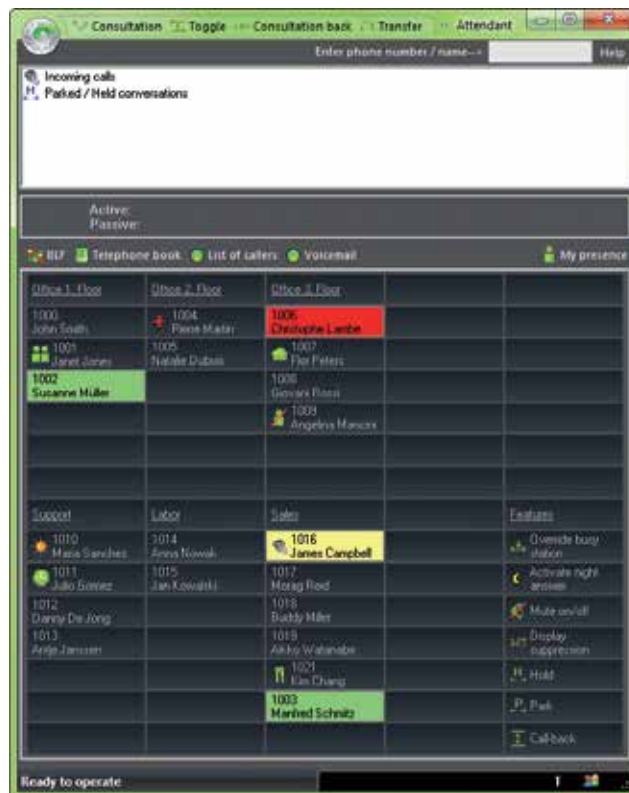 Consultation Toggle Consultation back Transfer Attendant
Enter phone number / name--> Help
Incoming calls
Parked / Held conversations
Active:
Passive:
BLF Telephone book List of callers Voicemail My presence
Office 1. Floor Office 2. Floor Office 3. Floor
1000 1004 1006
John Smith Pierre Martin Christophe Lambe
1001 1005 1007
Janet Jones Natalie Dubois Flor Peters
1002 1008
Susanne Müller Giovani Rossi
1009
Angelina Mancini
Support Labor Sales Features
1010 1014 1016 Override busy
Maria Sanchez Anna Nowak James Campbell station
1011 1015 1017 Activate night
Julio Gomez Jan Kowalski Morag Reid answer
1012 1018 Mute on/off
Danny De Jong Buddy Miller
1013 1019 Display
Antje Janssen Akiko Watanabe suppression
1021 Hold
Kim Chang
1003 Park
Manfred Schmitz
Call-back
Ready to operate